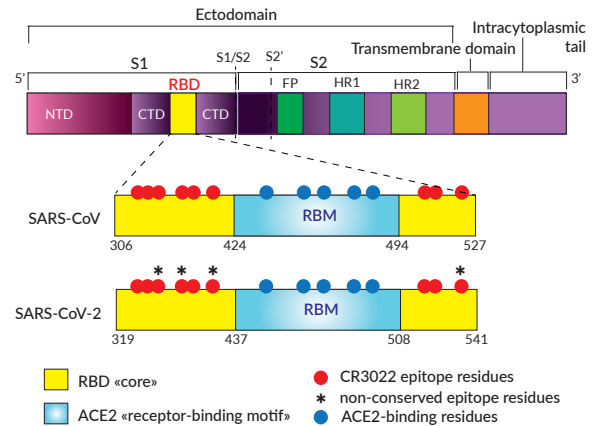 Ectodomain
Intracytoplasmic
tail
Transmembrane domain
S1
S1/S2
S2'
S2
5'
RBD
FP
HR1
HR2
3'
NTD
CTD
CTD
SARS-CoV
RBM
306
424
494
527
* * * *
SARS-CoV-2
RBM
319
437
508
541
RBD «core»
CR3022 epitope residues
* non-conserved epitope residues
ACE2 «receptor-binding motif»
ACE2-binding residues